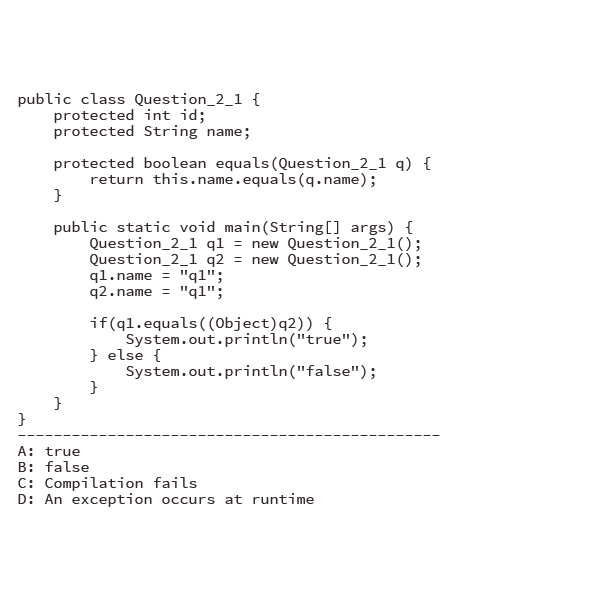 public class Question_2_1 {
    protected int id;
    protected String name;

    protected boolean equals(Question_2_1 q) {
        return this.name.equals(q.name);
    }

    public static void main(String[] args) {
        Question_2_1 q1 = new Question_2_1();
        Question_2_1 q2 = new Question_2_1();
        q1.name = "q1";
        q2.name = "q1";

        if(q1.equals((Object)q2)) {
            System.out.println("true");
        } else {
            System.out.println("false");
        }
    }
}
-----------------------------------------------
A: true
B: false
C: Compilation fails
D: An exception occurs at runtime